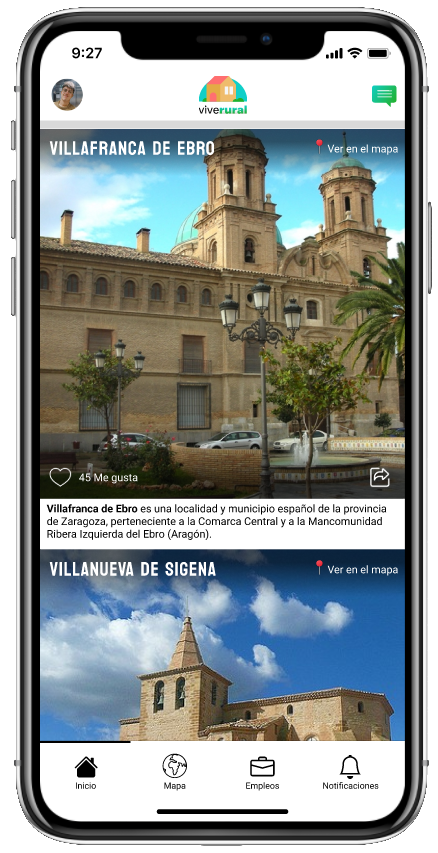 9:27
viverural
VILLAFRANCA DE EBRO
Ver en el mapa
45 Me gusta
Villafranca de Ebro es una localidad y municipio español de la provincia
de Zaragoza, perteneciente a la Comarca Central y a la Mancomunidad
Ribera Izquierda del Ebro (Aragón).
VILLANUEVA DE SIGENA
Ver en el mapa
Inicio
Mapa
Empleos
Notificaciones